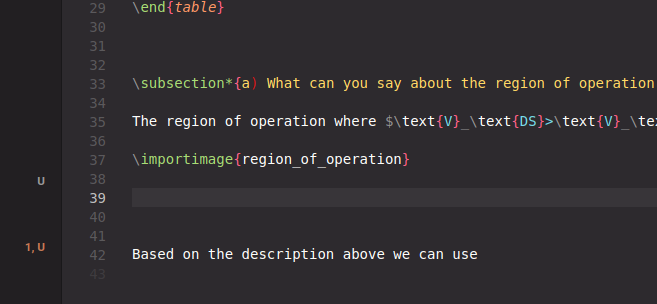 29 \end{table}
30
31
32
33 \subsection*{a) What can you say about the region of operation
34
35 The region of operation where $\text{V}_\text{DS}>\text{V}_\te
36
37 \importimage{region_of_operation}
U 38
39
40
41
1, U 42 Based on the description above we can use
43